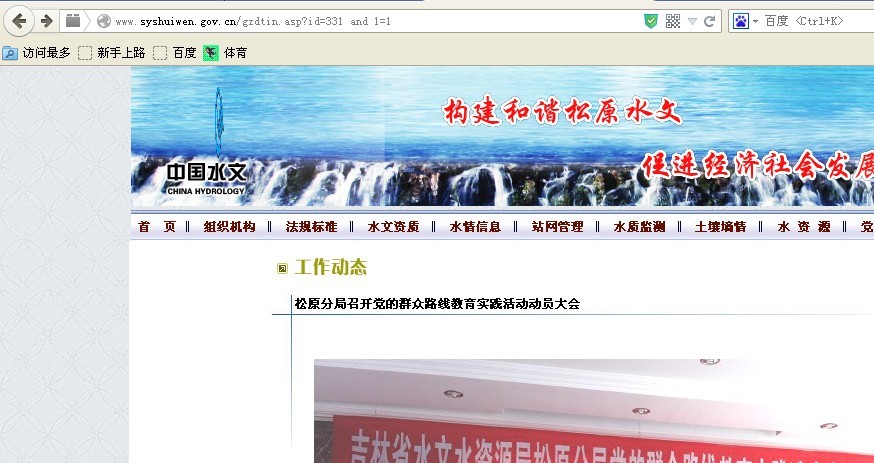 www.syshuiwen.gov.cn/gzdtin.asp?id=331 and 1=1
百度 <Ctrl+K>
访问最多 新手上路 百度 体育
构建和谐松原水文
促进经济社会发展
中国水文
CHINA HYDROLOGY
首 页 ‖ 组织机构 ‖ 法规标准 ‖ 水文资质 ‖ 水情信息 ‖ 站网管理 ‖ 水质监测 ‖ 土壤墒情 ‖ 水 资 源 ‖ 党
工作动态
松原分局召开党的群众路线教育实践活动动员大会
吉林省水文水资源局松原分局党的群众路线教育